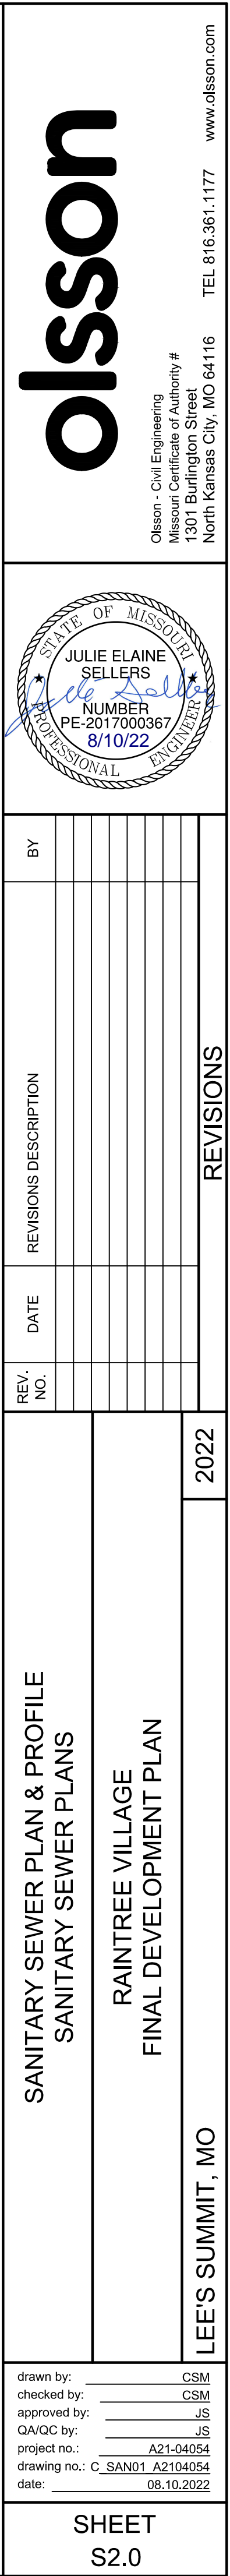 olsson
Olsson - Civil Engineering
Missouri Certificate of Authority #
1301 Burlington Street
North Kansas City, MO 64116 TEL 816.361.1177 www.olsson.com
STATE OF MISSOURI
JULIE ELAINE
SELLERS
NUMBER
PE-2017000367
8/10/22
PROFESSIONAL ENGINEER
REV.
NO.
DATE
REVISIONS DESCRIPTION
BY
REVISIONS
SANITARY SEWER PLAN & PROFILE
SANITARY SEWER PLANS
RAINTREE VILLAGE
FINAL DEVELOPMENT PLAN
LEE'S SUMMIT, MO
2022
drawn by: CSM
checked by: CSM
approved by: JS
QA/QC by: JS
project no.: A21-04054
drawing no.: C_SAN01_A2104054
date: 08.10.2022
SHEET
S2.0